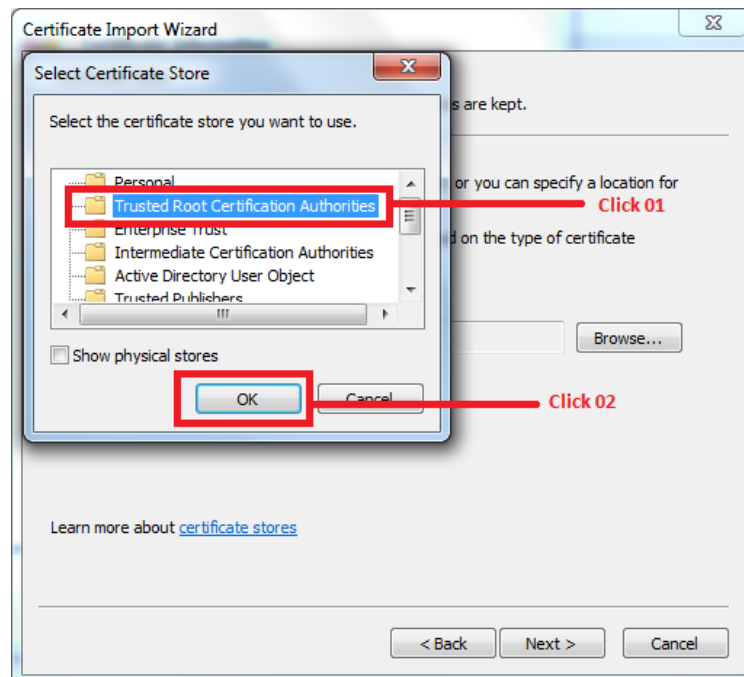 Certificate Import Wizard
Select Certificate Store
Select the certificate store you want to use.
s are kept.
Personal
or you can specify a location for
Trusted Root Certification Authorities
Click 01
Enterprise Trust
d on the type of certificate
Intermediate Certification Authorities
Active Directory User Object
Trusted Publishers
Browse...
Show physical stores
OK
Cancel
Click 02
Learn more about certificate stores
< Back
Next >
Cancel